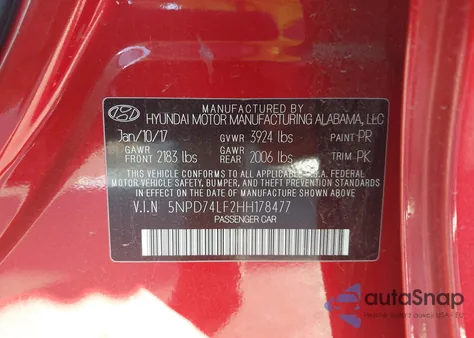 MANUFACTURED BY
HYUNDAI MOTOR MANUFACTURING ALABAMA, LLC
Jan/10/17 GVWR 3924 lbs PAINT: PR
GAWR FRONT 2183 lbs GAWR REAR 2006 lbs TRIM PK
THIS VEHICLE CONFORMS TO ALL APPLICABLE U.S.A. FEDERAL
MOTOR VEHICLE SAFETY, BUMPER, AND THEFT PREVENTION
STANDARDS IN EFFECT ON THE DATE OF MANUFACTURE SHOWN ABOVE.
V.I.N 5NPD74LF2HH178477
PASSENGER CAR
autoSnap